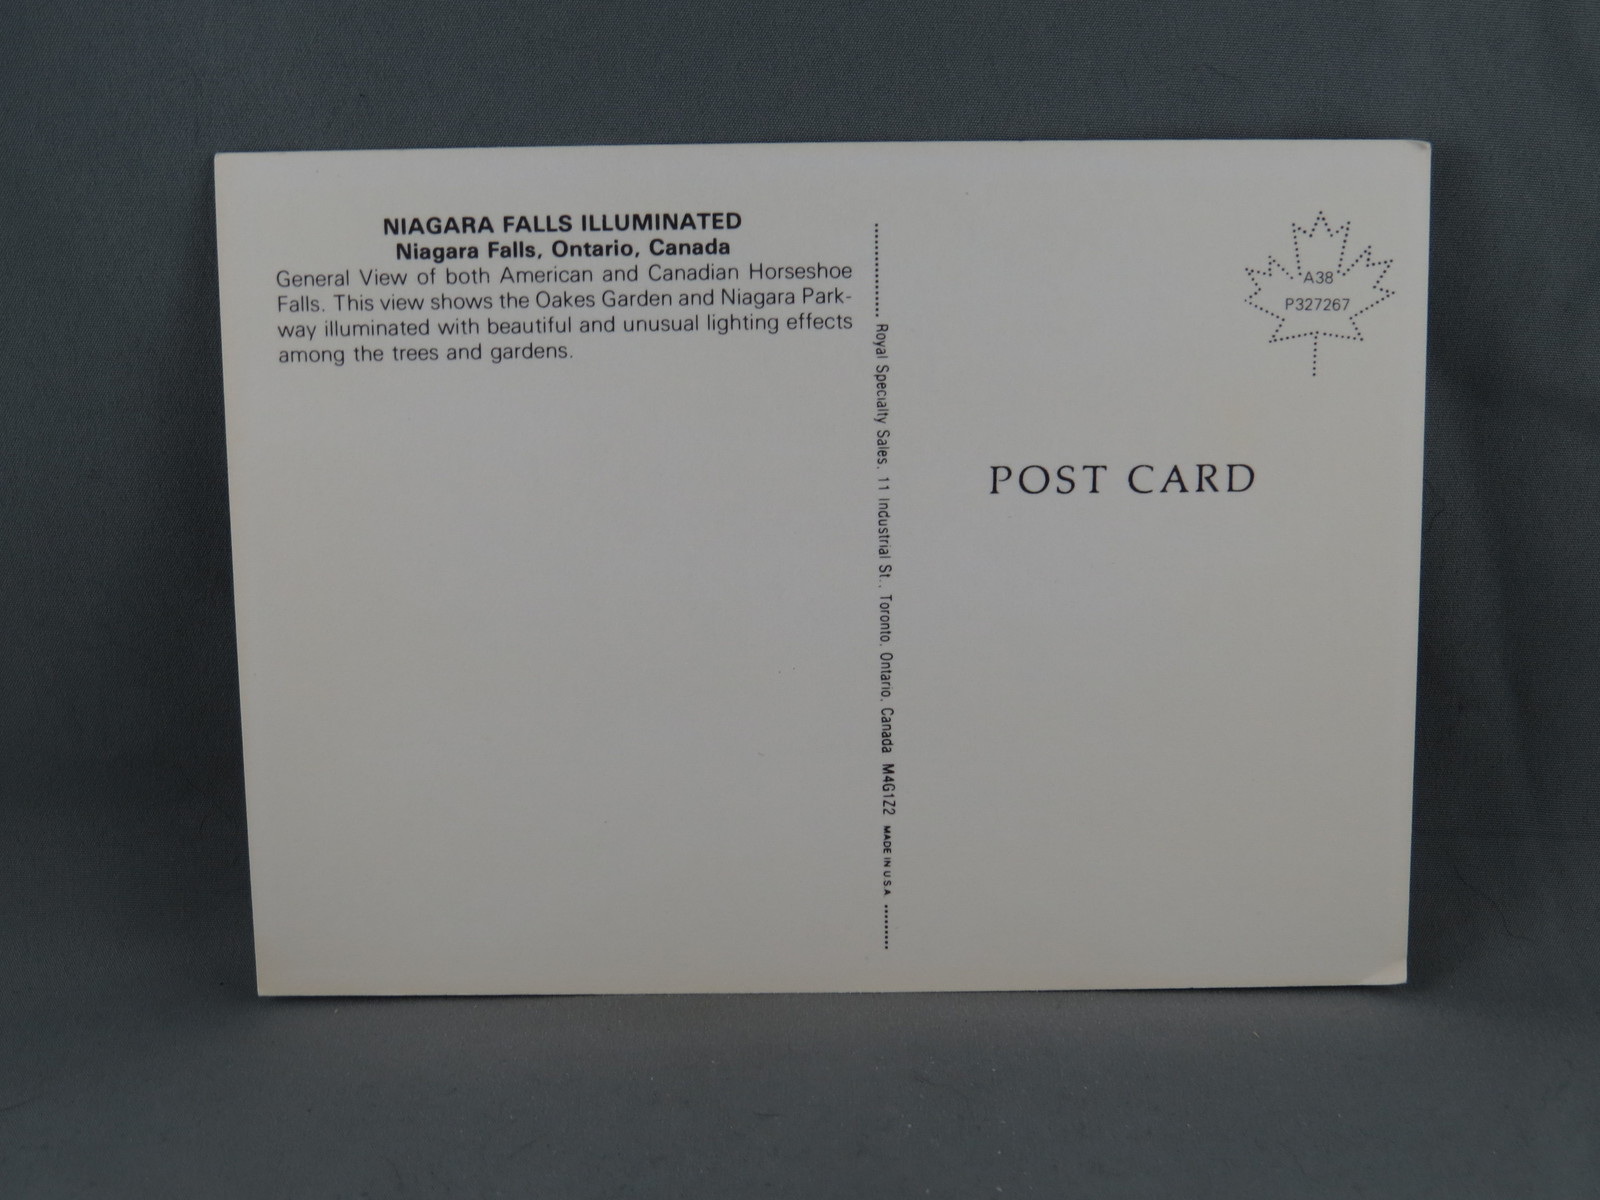 NIAGARA FALLS ILLUMINATED
Niagara Falls, Ontario, Canada
General View of both American and Canadian Horseshoe
Falls. This view shows the Oakes Garden and Niagara Park-
way illuminated with beautiful and unusual lighting effects
among the trees and gardens.
Royal Specialty Sales, 11 Industrial St., Toronto, Ontario, Canada M4G1Z2 MADE IN U.S.A.
A38
P327267
POST CARD